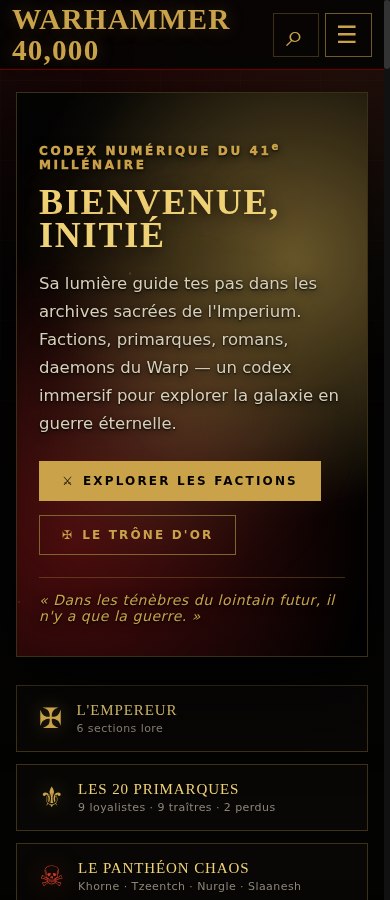 WARHAMMER
40,000
CODEX NUMÉRIQUE DU 41ᵉ
MILLÉNAIRE
BIENVENUE,
INITIÉ
Sa lumière guide tes pas dans les
archives sacrées de l'Imperium.
Factions, primarques, romans,
daemons du Warp — un codex
immersif pour explorer la galaxie en
guerre éternelle.
⚔ EXPLORER LES FACTIONS
✠ LE TRÔNE D'OR
« Dans les ténèbres du lointain futur, il
n'y a que la guerre. »
L'EMPEREUR
6 sections lore
LES 20 PRIMARQUES
9 loyalistes · 9 traîtres · 2 perdus
LE PANTHÉON CHAOS
Khorne · Tzeentch · Nurgle · Slaanesh